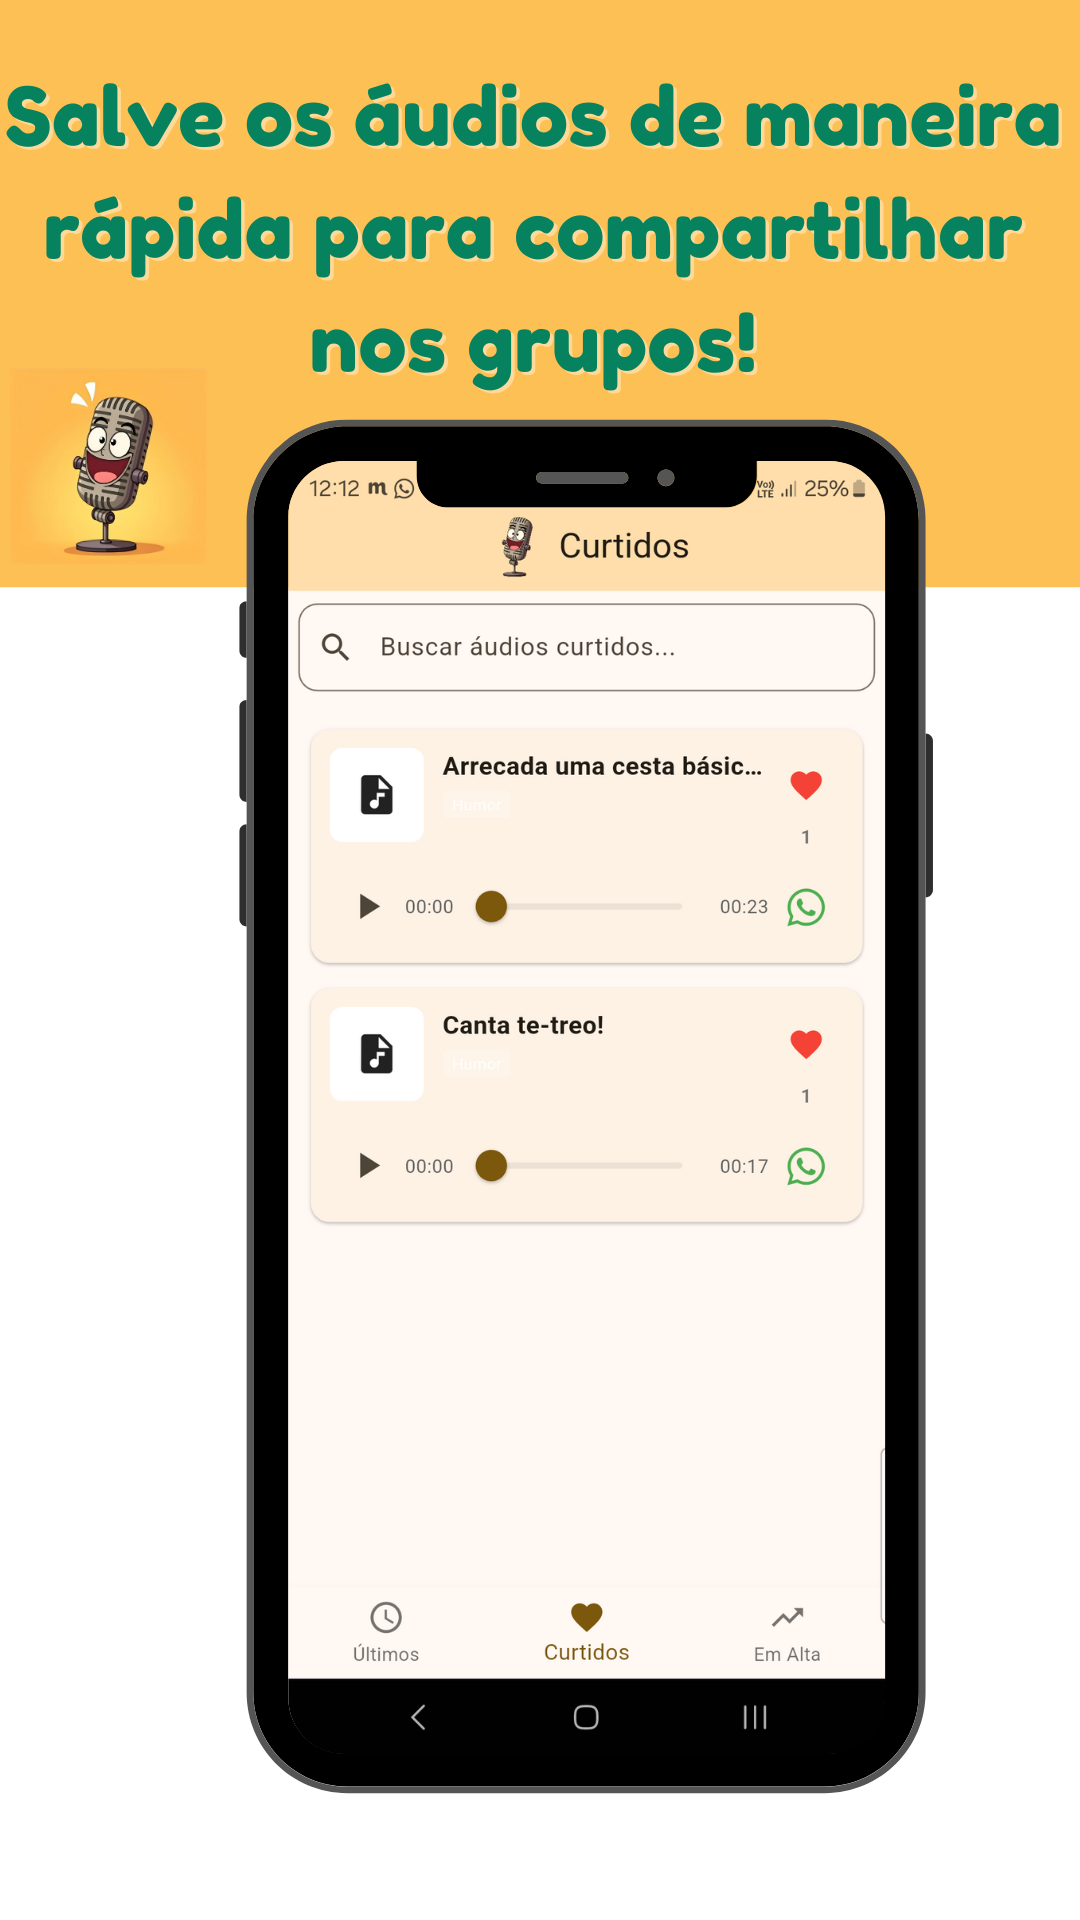 Salve os áudios de maneira
rápida para compartilhar
nos grupos!
12:12 m Vo)) LTE 25%
Curtidos
Buscar áudios curtidos...
Arrecada uma cesta básic...
Humor
1
00:00 00:23
Canta te-treo!
Humor
1
00:00 00:17
Últimos Curtidos Em Alta